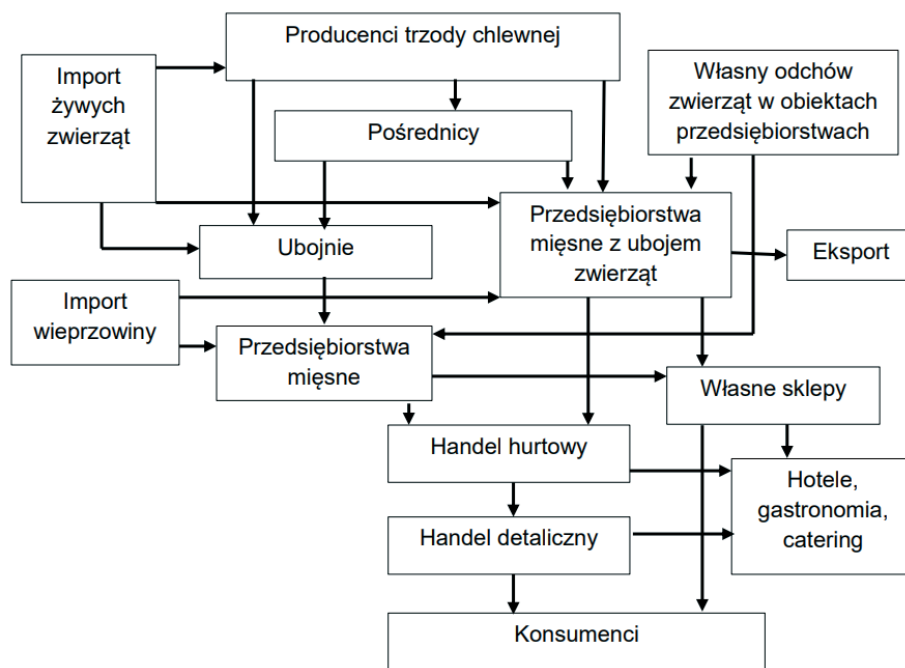 Producenci trzody chlewnej
Import
żywych
zwierząt
Własny odchów
zwierząt w obiektach
przedsiębiorstwach
Pośrednicy
Przedsiębiorstwa
mięsne z ubojem
zwierząt
Ubojnie
Eksport
Import
wieprzowiny
Przedsiębiorstwa
mięsne
Własne sklepy
Handel hurtowy
Hotele,
gastronomia,
catering
Handel detaliczny
Konsumenci